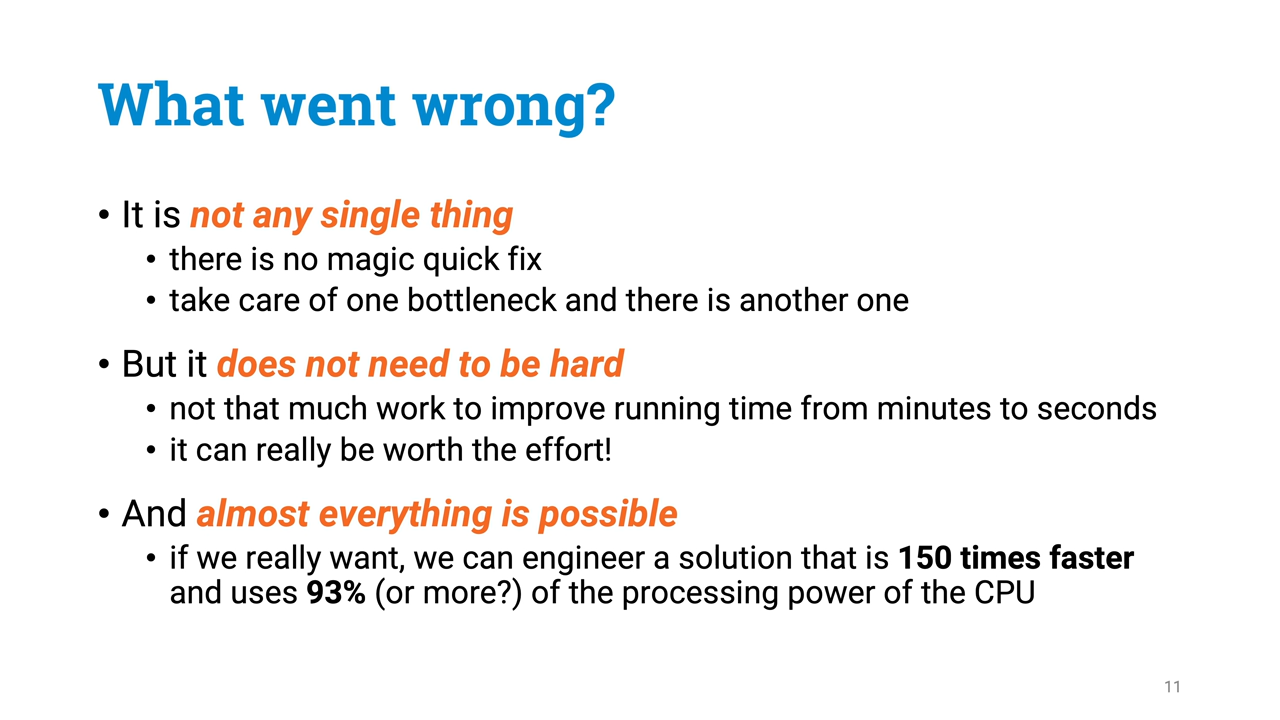 What went wrong?
• It is not any single thing
• there is no magic quick fix
• take care of one bottleneck and there is another one
• But it does not need to be hard
• not that much work to improve running time from minutes to seconds
• it can really be worth the effort!
• And almost everything is possible
• if we really want, we can engineer a solution that is 150 times faster
and uses 93% (or more?) of the processing power of the CPU
11